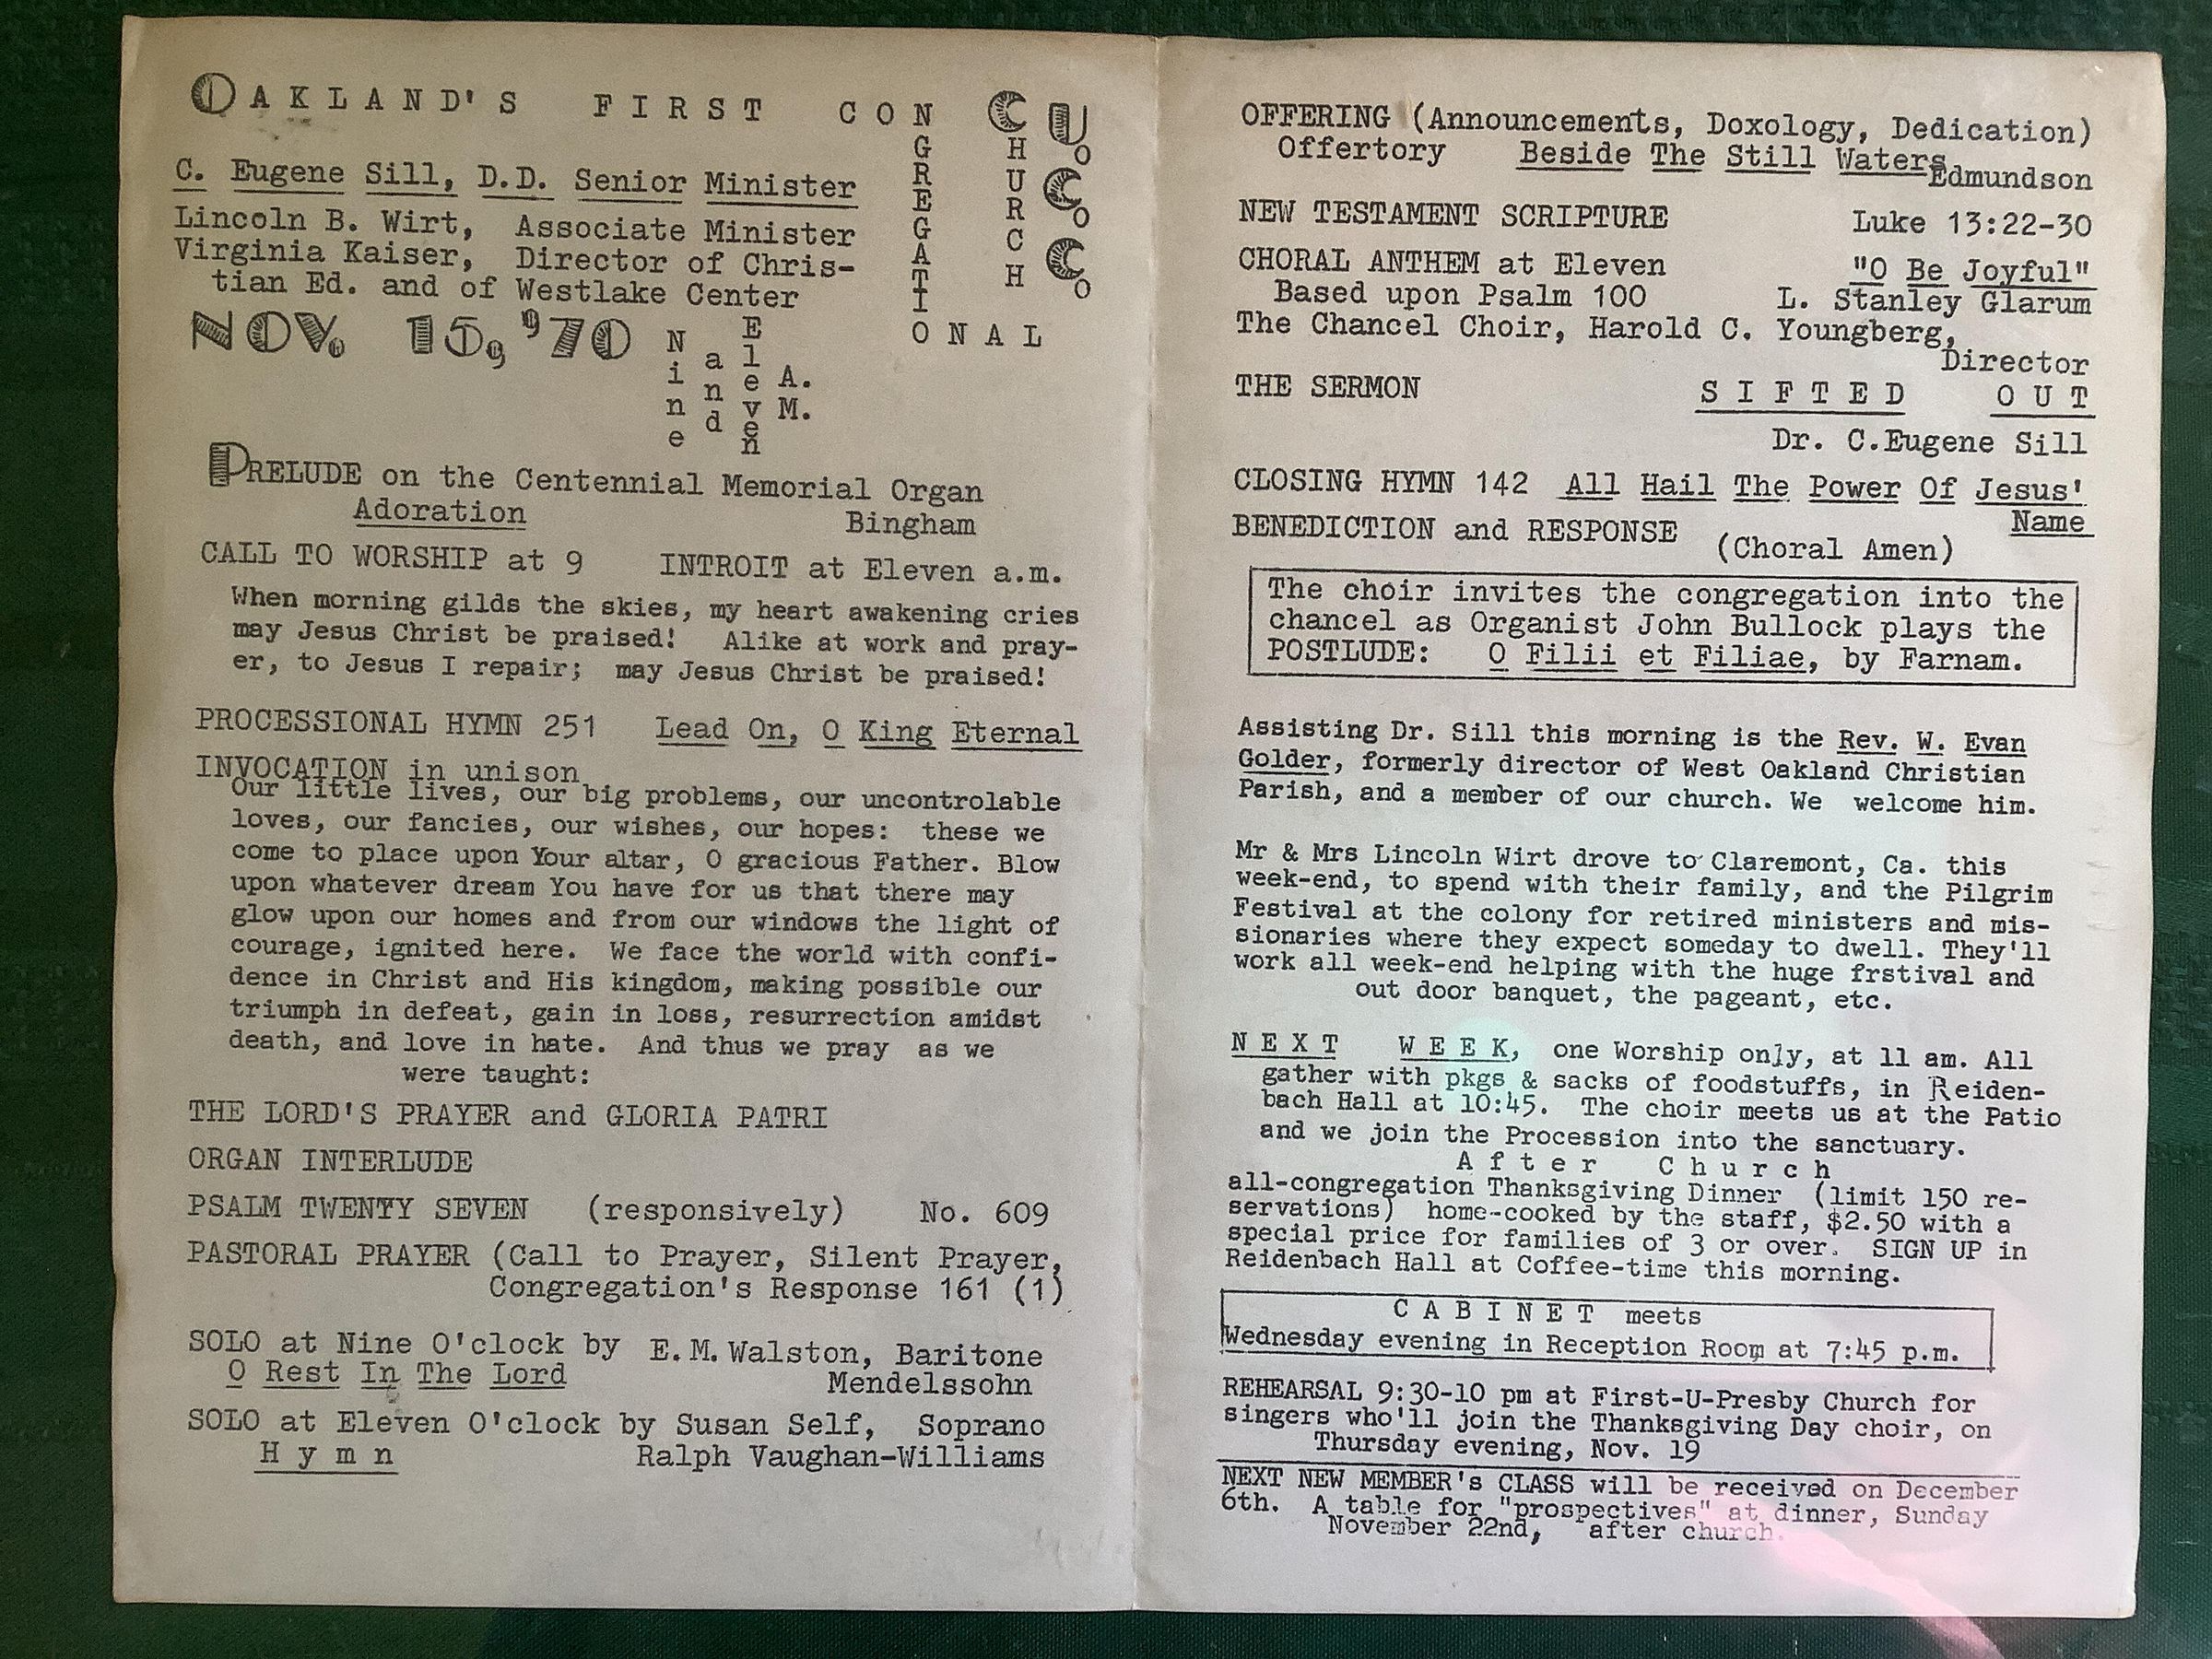 OAKLAND'S FIRST CONGREGATIONAL CHURCH U.C.C.
C. Eugene Sill, D.D. Senior Minister
Lincoln B. Wirt, Associate Minister
Virginia Kaiser, Director of Chris-
tian Ed. and of Westlake Center
NOV. 15, '70 Nine and Eleven A.M.
PRELUDE on the Centennial Memorial Organ
Adoration Bingham
CALL TO WORSHIP at 9 INTROIT at Eleven a.m.
When morning gilds the skies, my heart awakening cries
may Jesus Christ be praised! Alike at work and pray-
er, to Jesus I repair; may Jesus Christ be praised!
PROCESSIONAL HYMN 251 Lead On, O King Eternal
INVOCATION in unison
Our little lives, our big problems, our uncontrolable
loves, our fancies, our wishes, our hopes: these we
come to place upon Your altar, O gracious Father. Blow
upon whatever dream You have for us that there may
glow upon our homes and from our windows the light of
courage, ignited here. We face the world with confi-
dence in Christ and His kingdom, making possible our
triumph in defeat, gain in loss, resurrection amidst
death, and love in hate. And thus we pray as we
were taught:
THE LORD'S PRAYER and GLORIA PATRI
ORGAN INTERLUDE
PSALM TWENTY SEVEN (responsively) No. 609
PASTORAL PRAYER (Call to Prayer, Silent Prayer,
Congregation's Response 161 (1)
SOLO at Nine O'clock by E.M.Walston, Baritone
O Rest In The Lord Mendelssohn
SOLO at Eleven O'clock by Susan Self, Soprano
Hymn Ralph Vaughan-Williams
OFFERING (Announcements, Doxology, Dedication)
Offertory Beside The Still Waters
Edmundson
NEW TESTAMENT SCRIPTURE Luke 13:22-30
CHORAL ANTHEM at Eleven "O Be Joyful"
Based upon Psalm 100 L. Stanley Glarum
The Chancel Choir, Harold C. Youngberg,
Director
THE SERMON SIFTED OUT
Dr. C.Eugene Sill
CLOSING HYMN 142 All Hail The Power Of Jesus'
Name
BENEDICTION and RESPONSE (Choral Amen)
The choir invites the congregation into the
chancel as Organist John Bullock plays the
POSTLUDE: O Filii et Filiae, by Farnam.
Assisting Dr. Sill this morning is the Rev. W. Evan
Golder, formerly director of West Oakland Christian
Parish, and a member of our church. We welcome him.
Mr & Mrs Lincoln Wirt drove to Claremont, Ca. this
week-end, to spend with their family, and the Pilgrim
Festival at the colony for retired ministers and mis-
sionaries where they expect someday to dwell. They'll
work all week-end helping with the huge frstival and
out door banquet, the pageant, etc.
NEXT WEEK, one Worship only, at 11 am. All
gather with pkgs & sacks of foodstuffs, in Reiden-
bach Hall at 10:45. The choir meets us at the Patio
and we join the Procession into the sanctuary.
After Church
all-congregation Thanksgiving Dinner (limit 150 re-
servations) home-cooked by the staff, $2.50 with a
special price for families of 3 or over. SIGN UP in
Reidenbach Hall at Coffee-time this morning.
CABINET meets
Wednesday evening in Reception Room at 7:45 p.m.
REHEARSAL 9:30-10 pm at First-U-Presby Church for
singers who'll join the Thanksgiving Day choir, on
Thursday evening, Nov. 19
NEXT NEW MEMBER's CLASS will be received on December
6th. A table for "prospectives" at dinner, Sunday
November 22nd, after church.